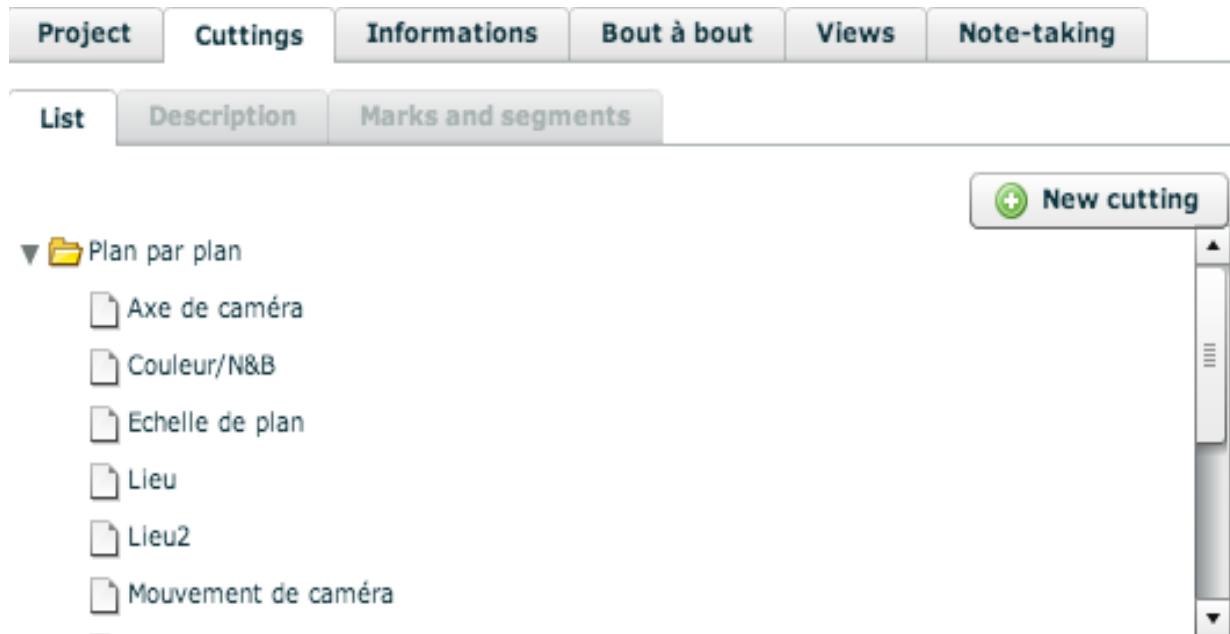 Project Cuttings Informations Bout à bout Views Note-taking
List Description Marks and segments
New cutting
Plan par plan
Axe de caméra
Couleur/N&B
Echelle de plan
Lieu
Lieu2
Mouvement de caméra